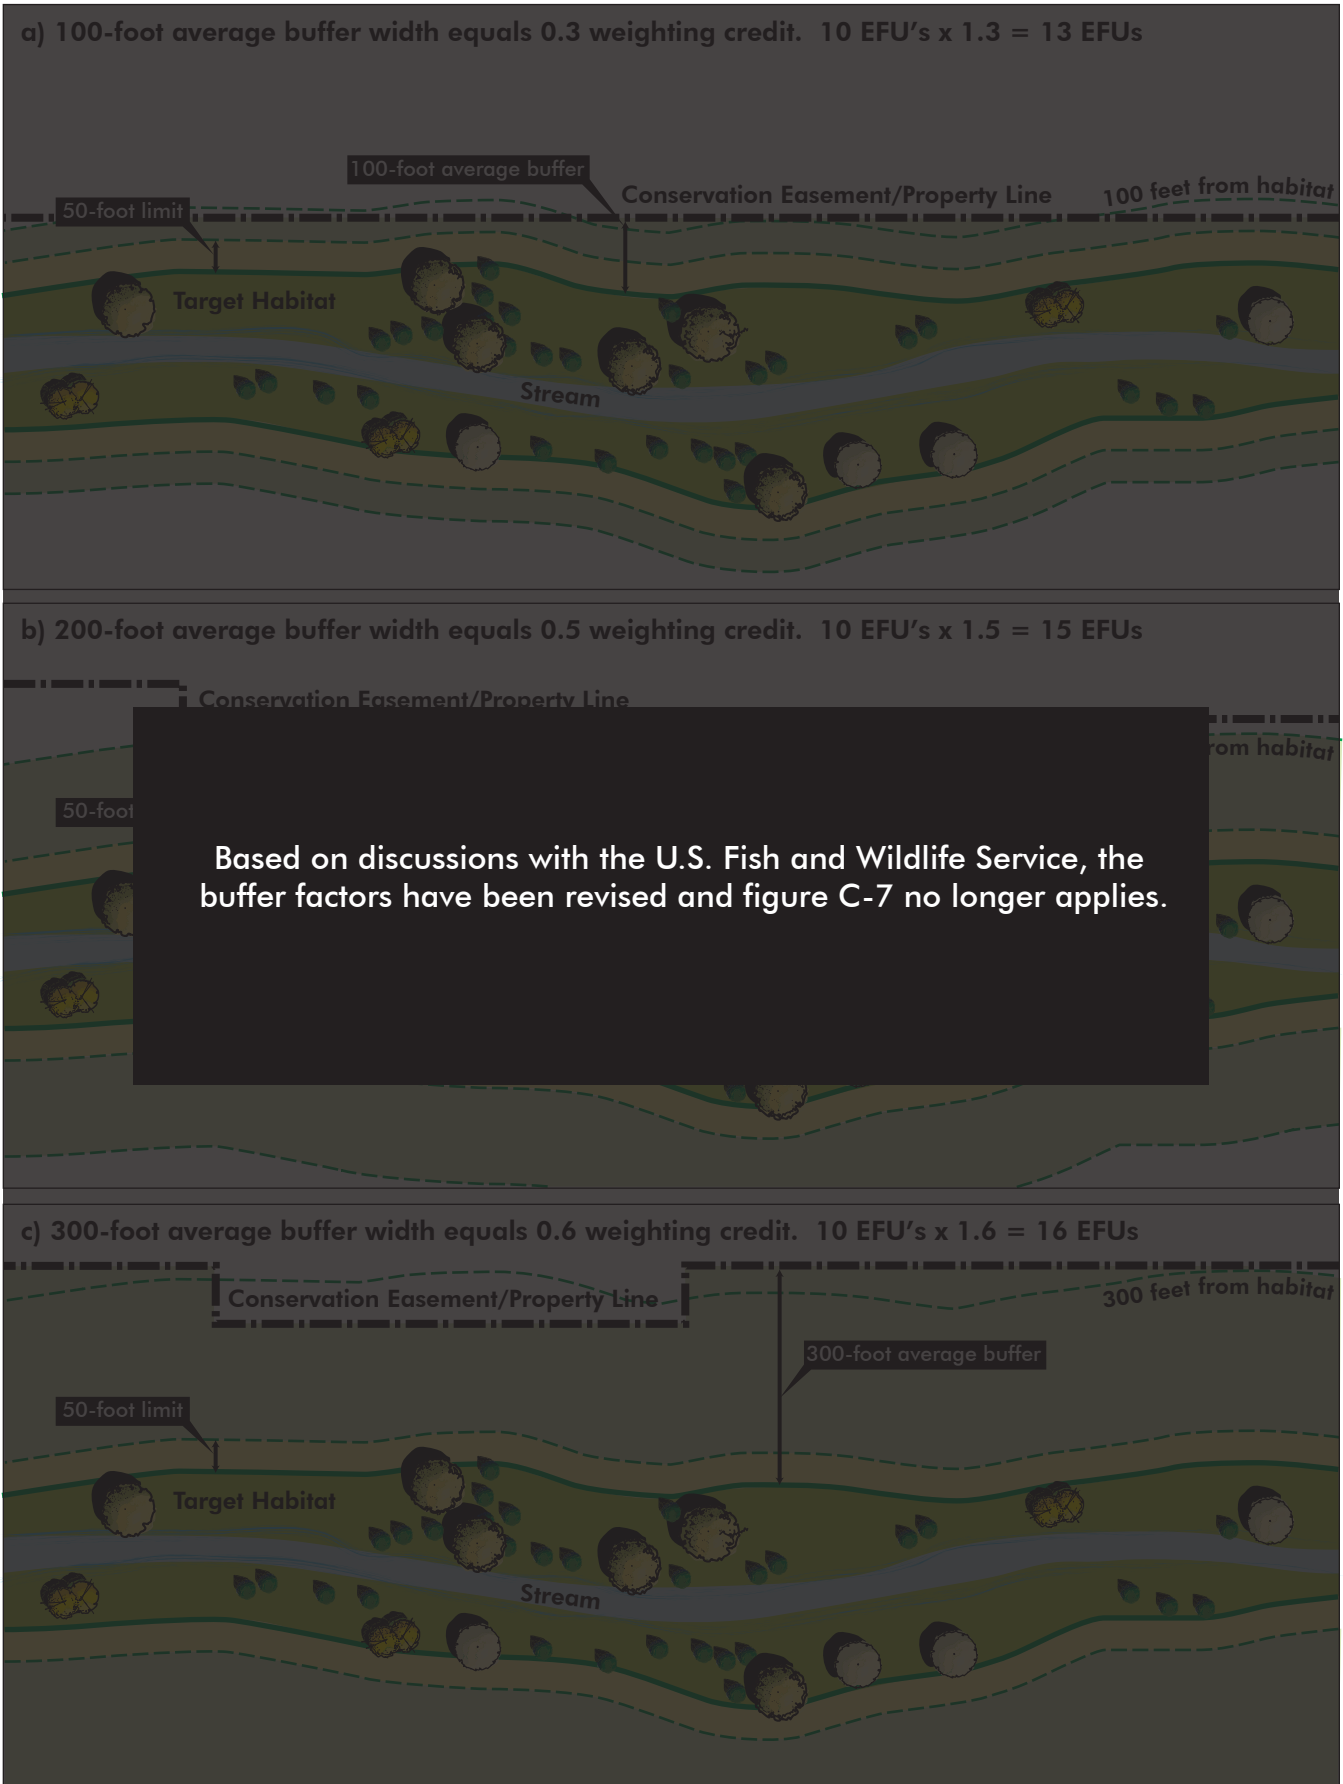 a) 100-foot average buffer width equals 0.3 weighting credit.  10 EFU's x 1.3 = 13 EFUs
100-foot average buffer
Conservation Easement/Property Line
100 feet from habitat
50-foot limit
Target Habitat
Stream
b) 200-foot average buffer width equals 0.5 weighting credit.  10 EFU's x 1.5 = 15 EFUs
Conservation Easement/Property Line
from habitat
50-foot
Based on discussions with the U.S. Fish and Wildlife Service, the
buffer factors have been revised and figure C-7 no longer applies.
c) 300-foot average buffer width equals 0.6 weighting credit.  10 EFU's x 1.6 = 16 EFUs
Conservation Easement/Property Line
300 feet from habitat
300-foot average buffer
50-foot limit
Target Habitat
Stream